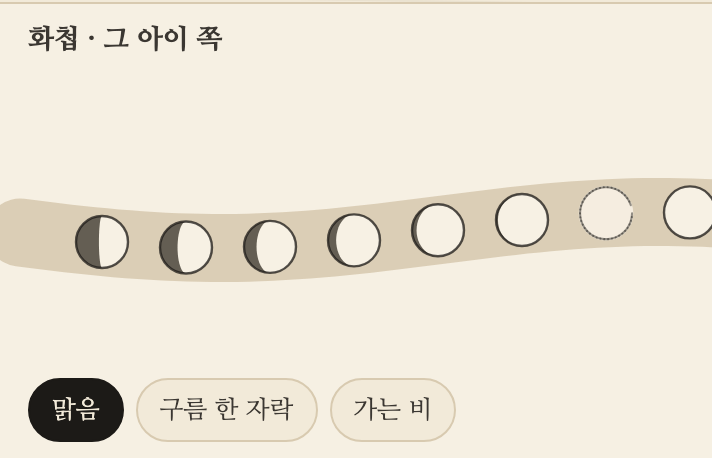 화첩 · 그 아이 쪽
맑음 구름 한 자락 가는 비